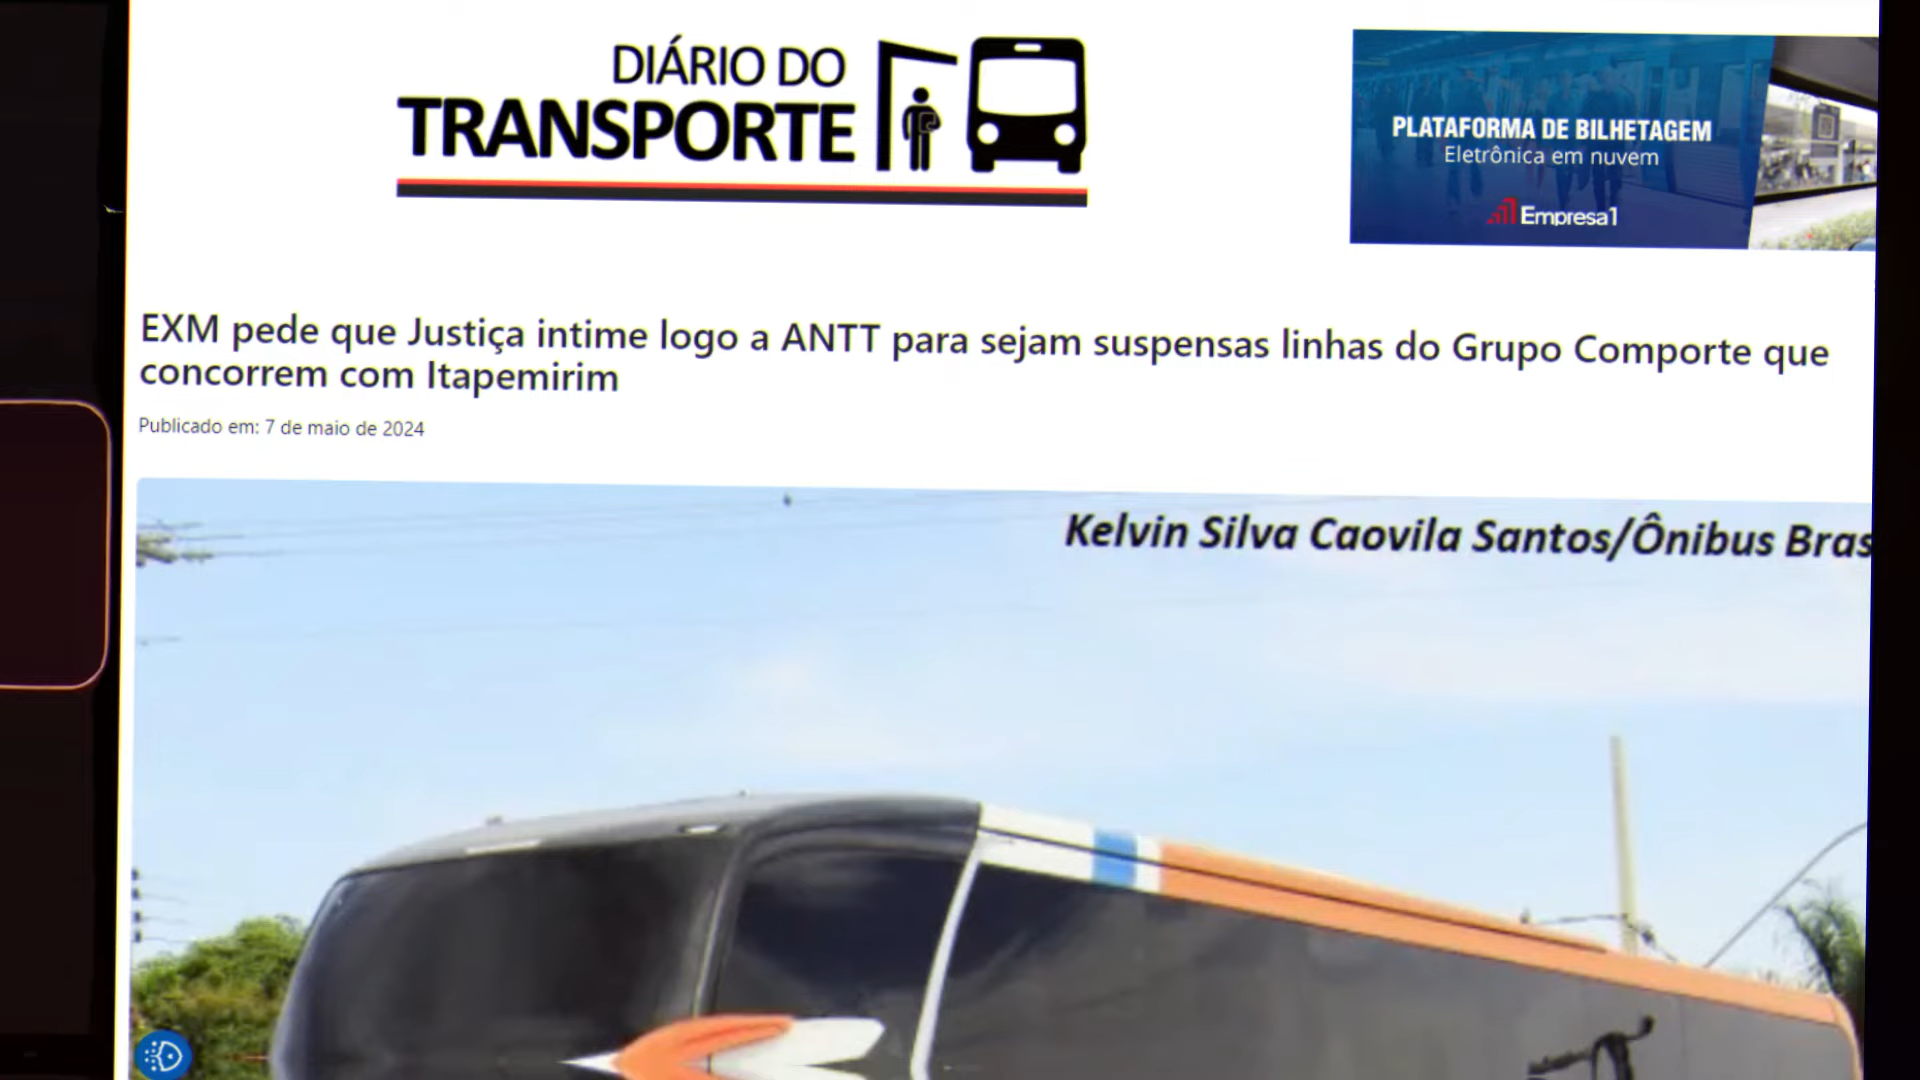 DIÁRIO DO
TRANSPORTE
PLATAFORMA DE BILHETAGEM
Eletrônica em nuvem
Empresa1
EXM pede que Justiça intime logo a ANTT para sejam suspensas linhas do Grupo Comporte que
concorrem com Itapemirim
Publicado em: 7 de maio de 2024
Kelvin Silva Caovila Santos/Ônibus Bras